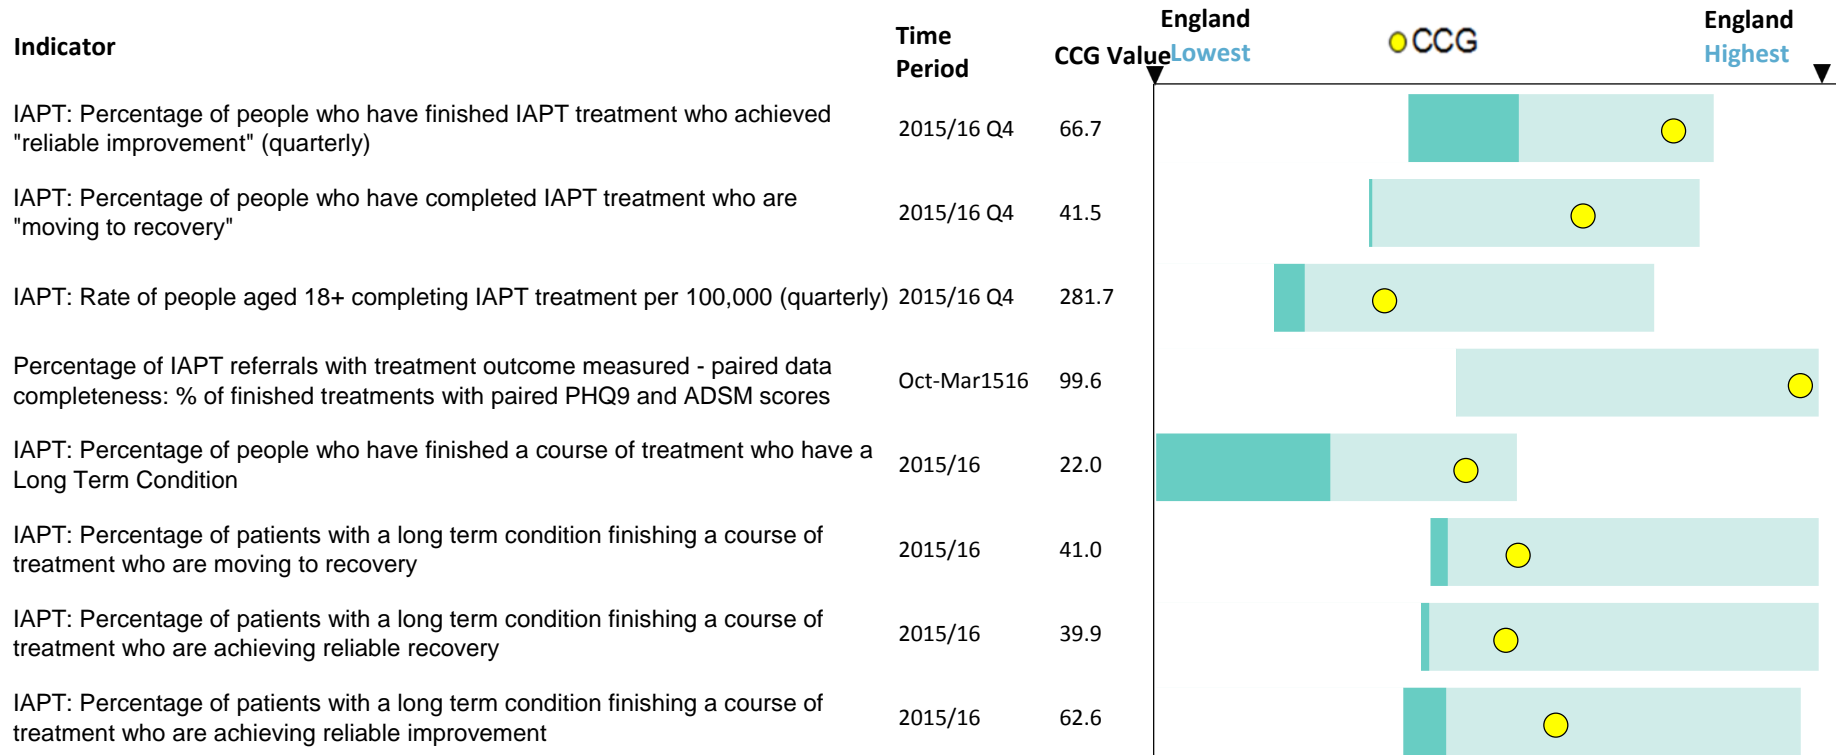 Indicator
Time
Period
CCG Value
England
Lowest
CCG
England
Highest
IAPT: Percentage of people who have finished IAPT treatment who achieved
"reliable improvement" (quarterly)
2015/16 Q4
66.7
IAPT: Percentage of people who have completed IAPT treatment who are
"moving to recovery"
2015/16 Q4
41.5
IAPT: Rate of people aged 18+ completing IAPT treatment per 100,000 (quarterly)
2015/16 Q4
281.7
Percentage of IAPT referrals with treatment outcome measured - paired data
completeness: % of finished treatments with paired PHQ9 and ADSM scores
Oct-Mar1516
99.6
IAPT: Percentage of people who have finished a course of treatment who have a
Long Term Condition
2015/16
22.0
IAPT: Percentage of patients with a long term condition finishing a course of
treatment who are moving to recovery
2015/16
41.0
IAPT: Percentage of patients with a long term condition finishing a course of
treatment who are achieving reliable recovery
2015/16
39.9
IAPT: Percentage of patients with a long term condition finishing a course of
treatment who are achieving reliable improvement
2015/16
62.6